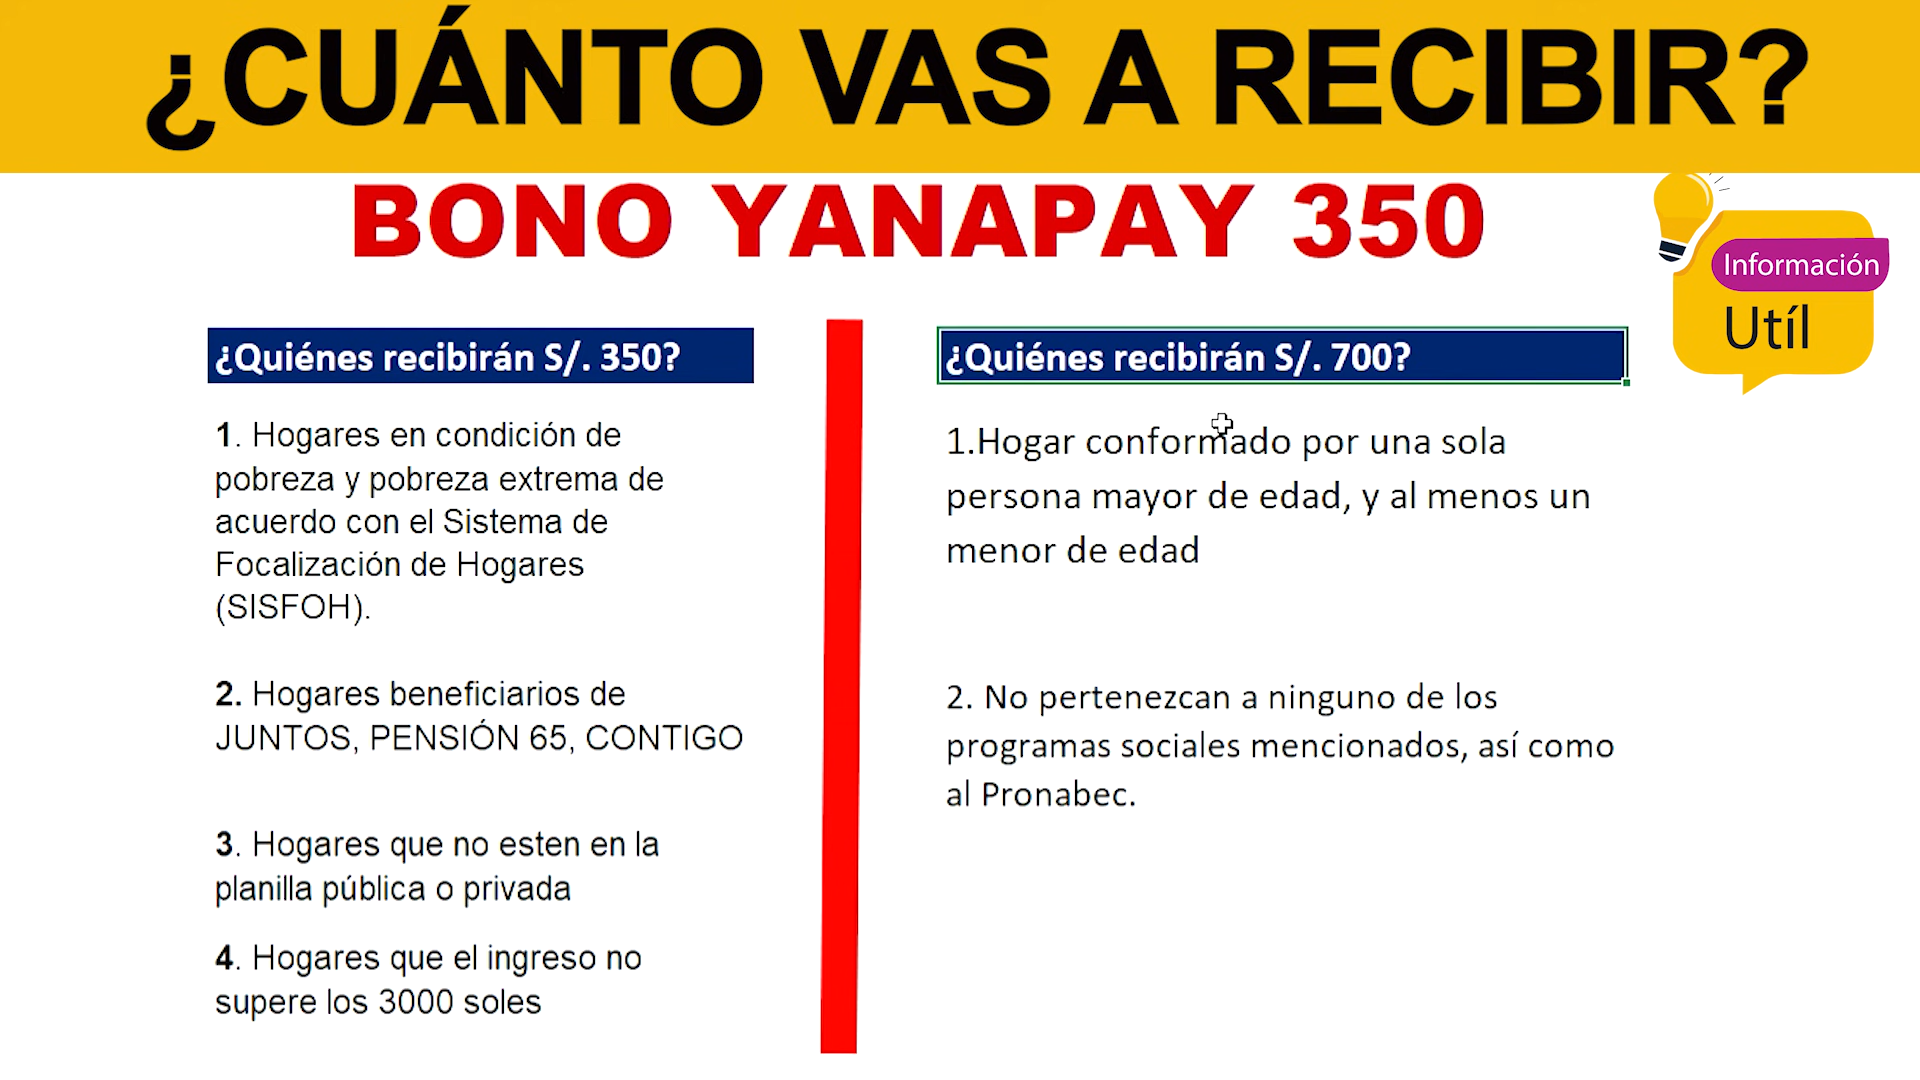 ¿CUÁNTO VAS A RECIBIR?
BONO YANAPAY 350
Información
Utíl
¿Quiénes recibirán S/. 350?
1. Hogares en condición de
pobreza y pobreza extrema de
acuerdo con el Sistema de
Focalización de Hogares
(SISFOH).
2. Hogares beneficiarios de
JUNTOS, PENSIÓN 65, CONTIGO
3. Hogares que no esten en la
planilla pública o privada
4. Hogares que el ingreso no
supere los 3000 soles
¿Quiénes recibirán S/. 700?
1.Hogar conformado por una sola
persona mayor de edad, y al menos un
menor de edad
2. No pertenezcan a ninguno de los
programas sociales mencionados, así como
al Pronabec.